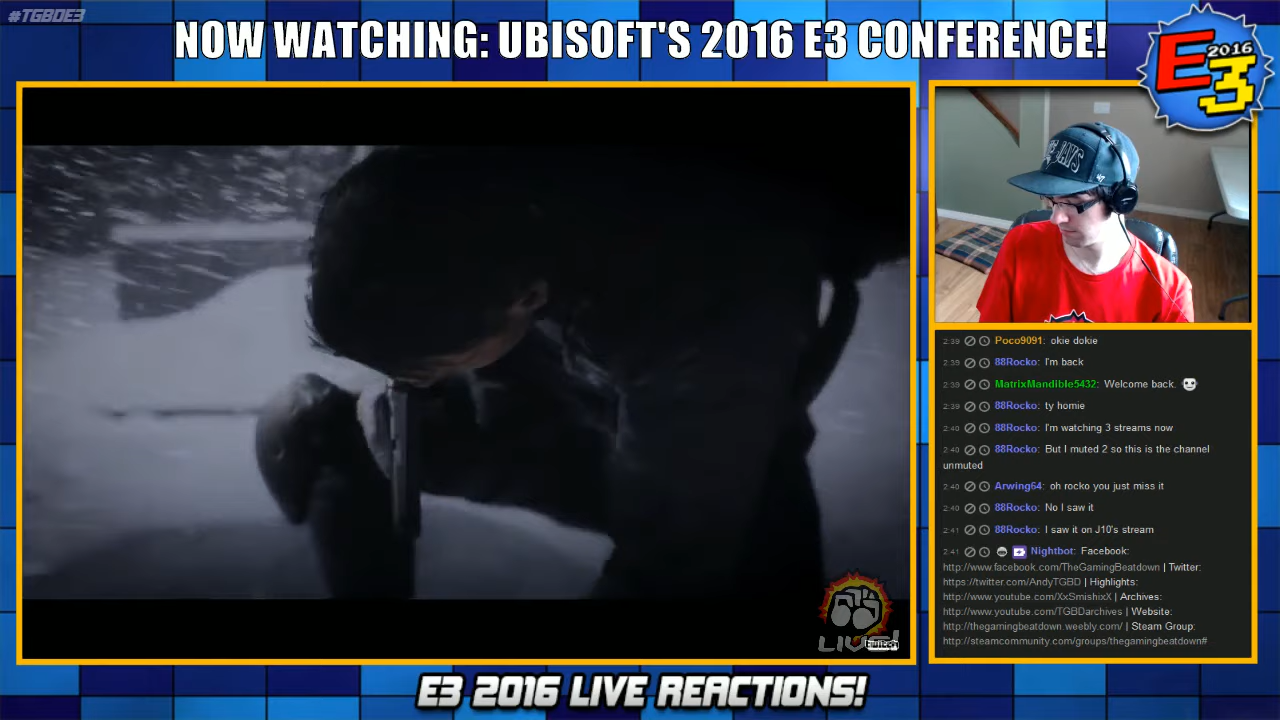 #TGBDE3
NOW WATCHING: UBISOFT'S 2016 E3 CONFERENCE!
E3 2016
JAYS
47
2:39 Poco9091: okie dokie
2:39 88Rocko: I'm back
2:39 MatrixMandible5432: Welcome back.
2:39 88Rocko: ty homie
2:40 88Rocko: I'm watching 3 streams now
2:40 88Rocko: But I muted 2 so this is the channel
unmuted
2:40 Arwing64: oh rocko you just miss it
2:40 88Rocko: No I saw it
2:41 88Rocko: I saw it on J10's stream
2:41 Nightbot: Facebook:
http://www.facebook.com/TheGamingBeatdown | Twitter:
https://twitter.com/AndyTGBD | Highlights:
http://www.youtube.com/XxSmishixX | Archives:
http://www.youtube.com/TGBDarchives | Website:
http://thegamingbeatdown.weebly.com/ | Steam Group:
http://steamcommunity.com/groups/thegamingbeatdown#
LIVE!
twitch
E3 2016 LIVE REACTIONS!